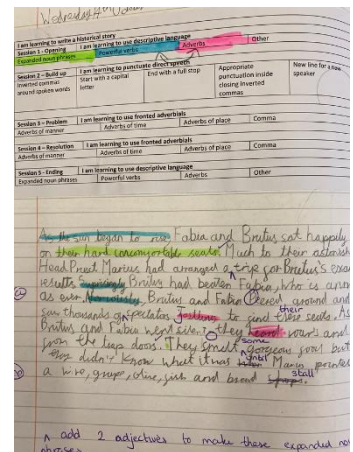 Wednesday
I am learning to write a historical story
Session 1 - Opening I am learning to use descriptive language
Expanded noun phrases Powerful verbs Adverbs Other
Session 2 – Build up I am learning to punctuate direct speech
Inverted commas around spoken words Start with a capital letter End with a full stop Appropriate punctuation inside closing inverted commas New line for a new speaker
Session 3 – Problem I am learning to use fronted adverbials
Adverbs of manner Adverbs of time Adverbs of place Comma
Session 4 – Resolution I am learning to use fronted adverbials
Adverbs of manner Adverbs of time Adverbs of place Comma
Session 5 - Ending I am learning to use descriptive language
Expanded noun phrases Powerful verbs Adverbs Other
As the sun began to rise Fabia and Brutus sat happily
on their hard uncomfortable seats. Much to their astonish
Head Preet Marius had arranged a trip for Brutus's exam
results. Surprisingly Brutus had beaten Fabia, who is
as ever. Brutus and Fabia peered around and
saw thousands of spectators to find their seats. As
Brutus and Fabia went they heard roars and
from the trap doors. They smelt some gorgeous food but
they didn't know what it was until Marius pointed
a wine, grape, olive, fish and bread stall
^ add 2 adjectives to make these expanded noun
phrases.